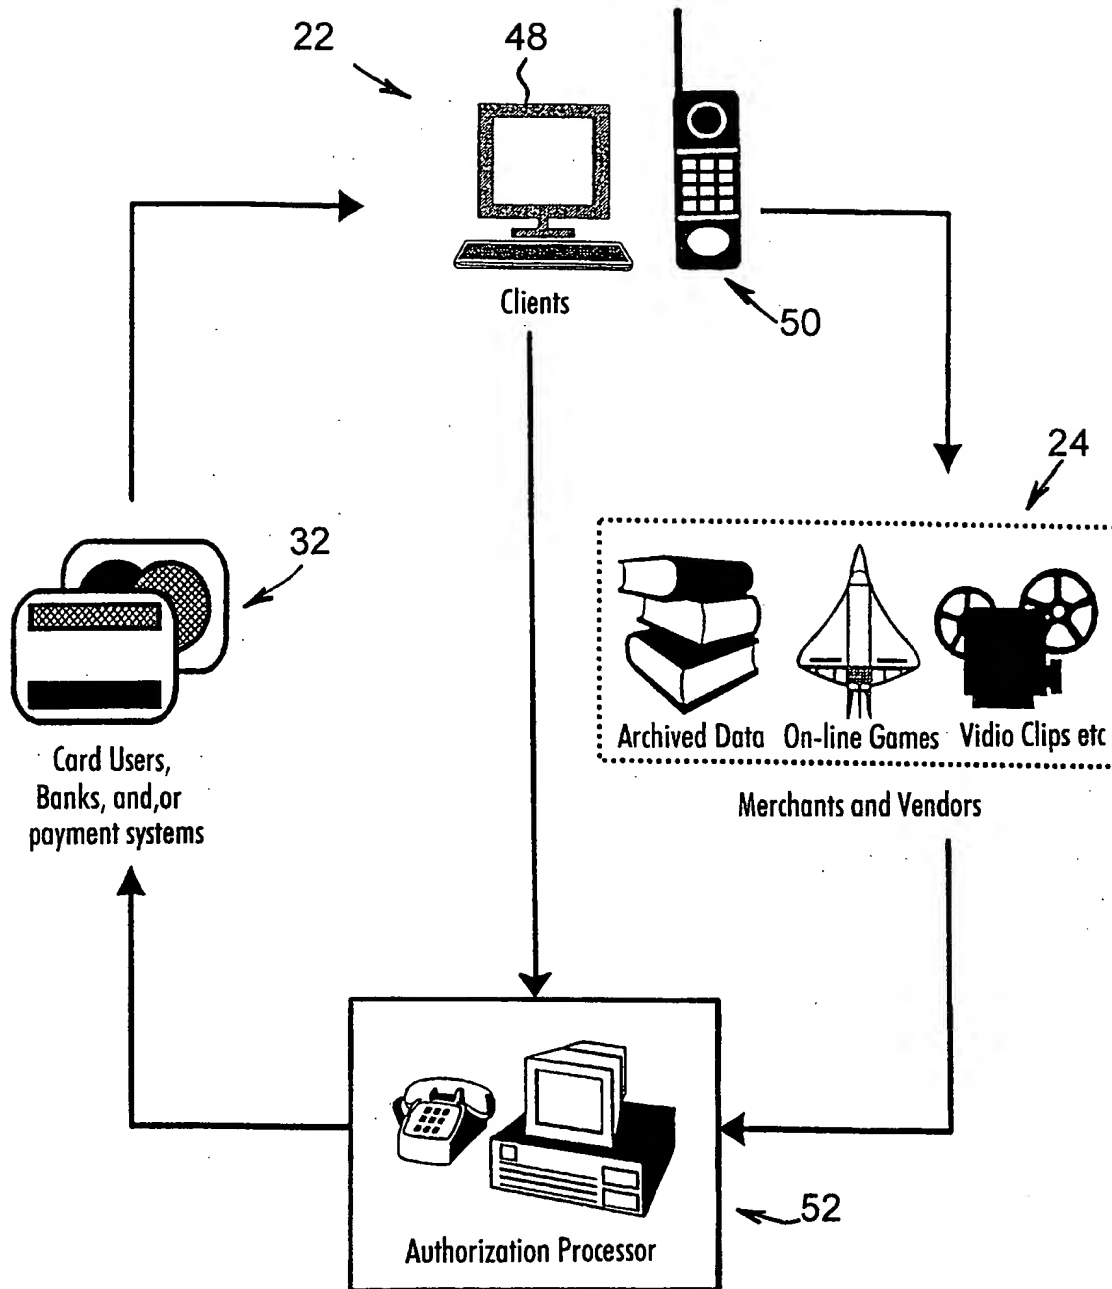 22
48
Clients
50
24
32
Archived Data
On-line Games
Vidio Clips etc
Card Users,
Banks, and,or
payment systems
Merchants and Vendors
52
Authorization Processor